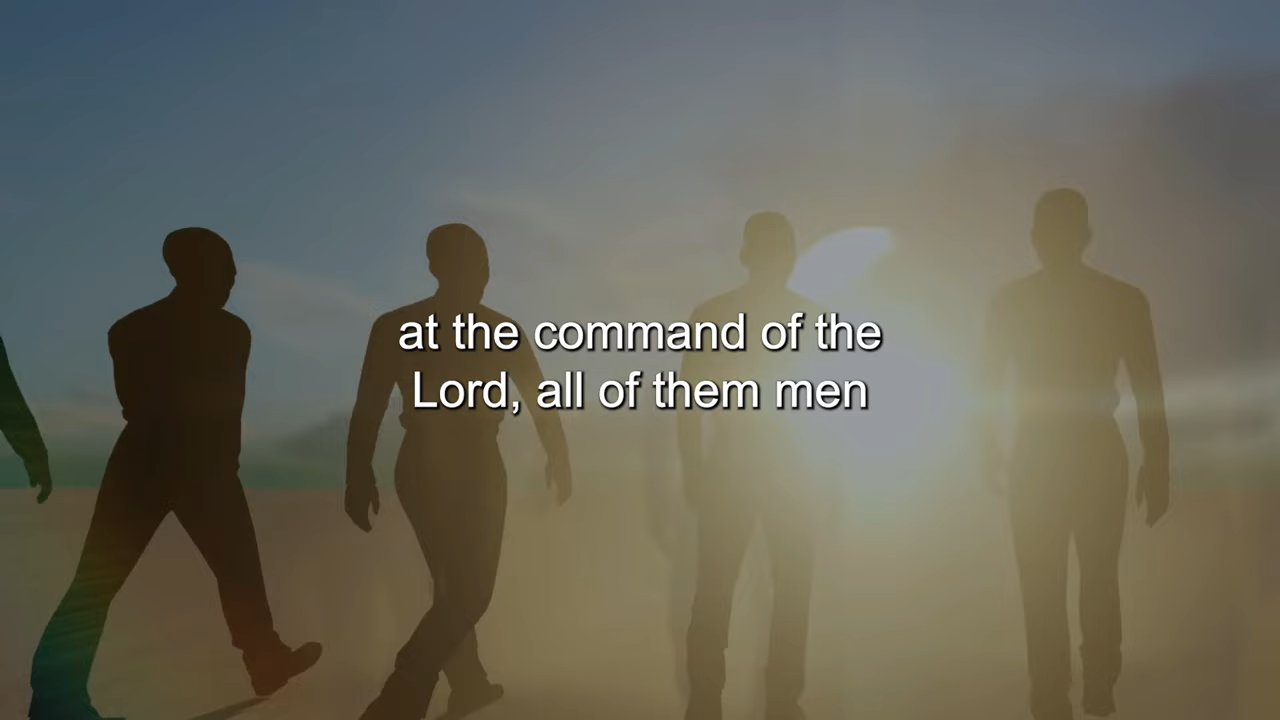 at the command of the
Lord, all of them men